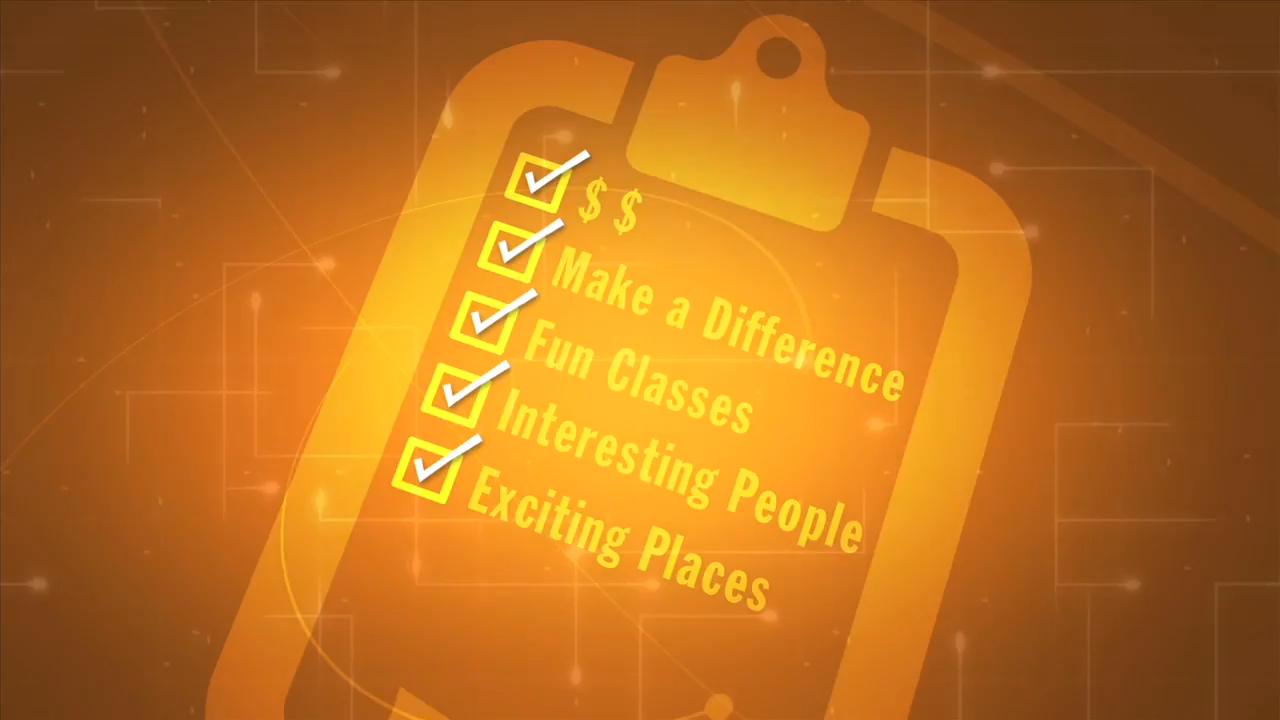 $ $
Make a Difference
Fun Classes
Interesting People
Exciting Places